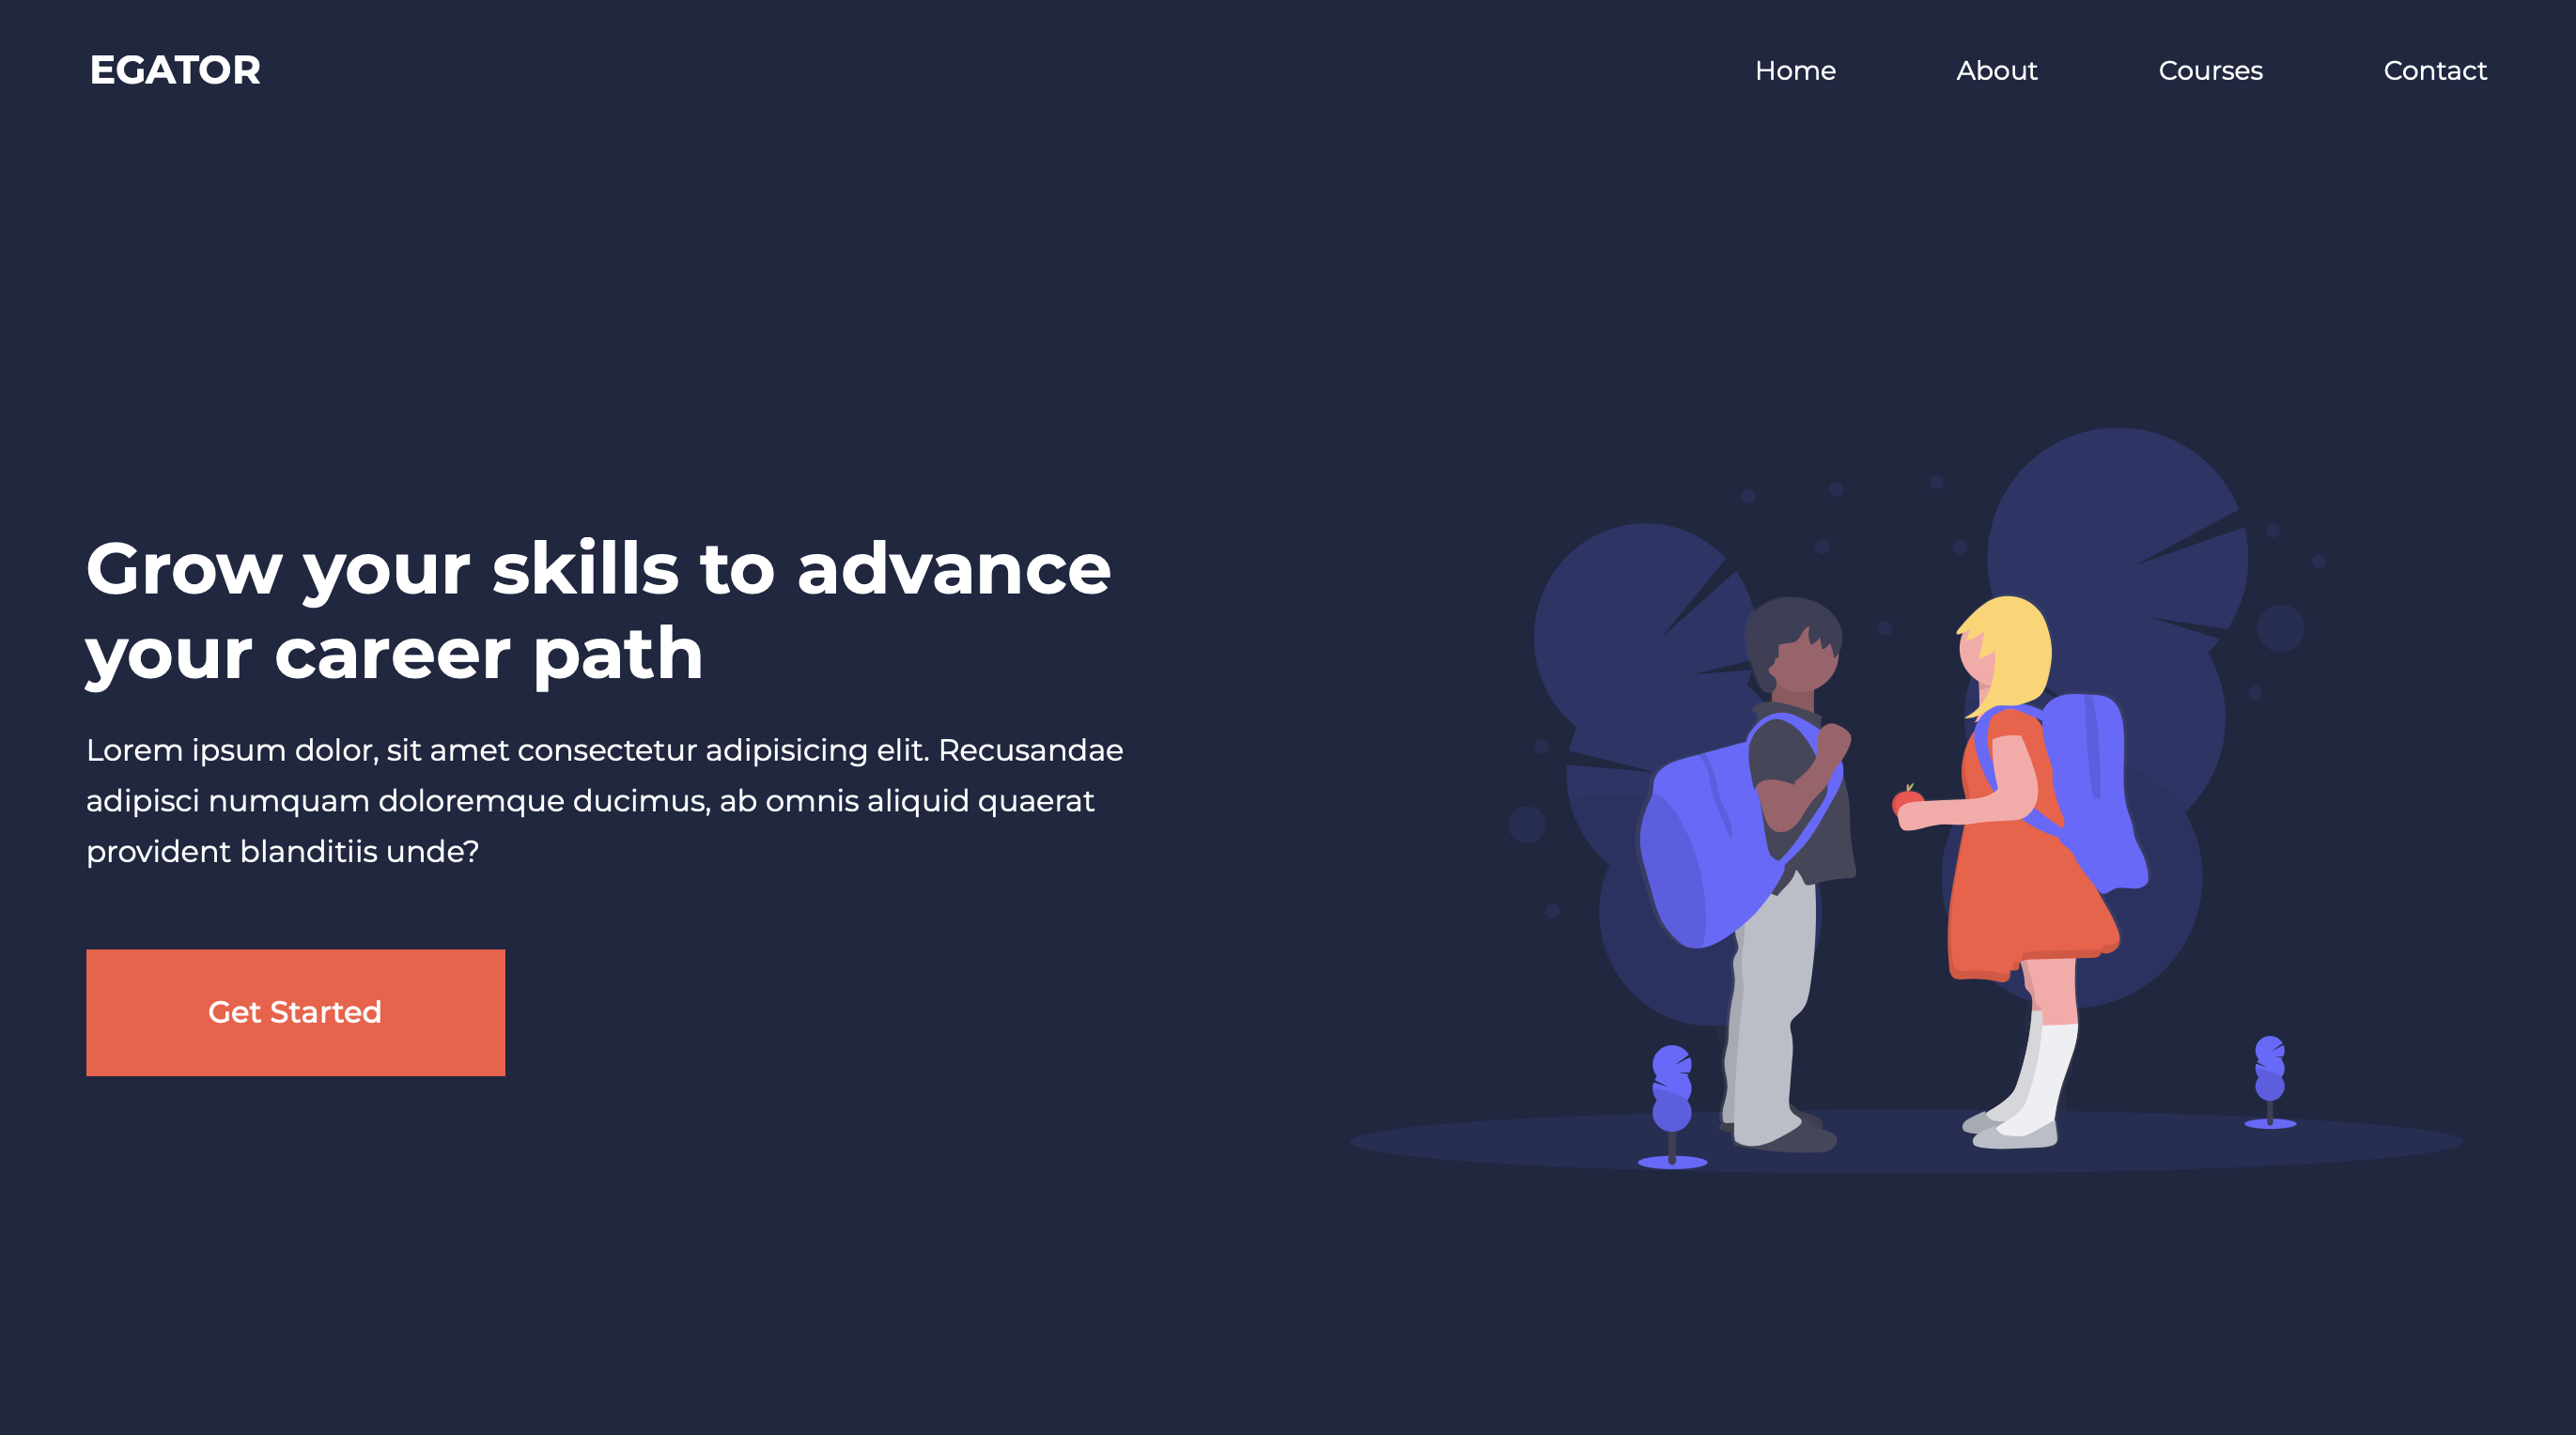 EGATOR
Home About Courses Contact
Grow your skills to advance
your career path
Lorem ipsum dolor, sit amet consectetur adipisicing elit. Recusandae
adipisci numquam doloremque ducimus, ab omnis aliquid quaerat
provident blanditiis unde?
Get Started